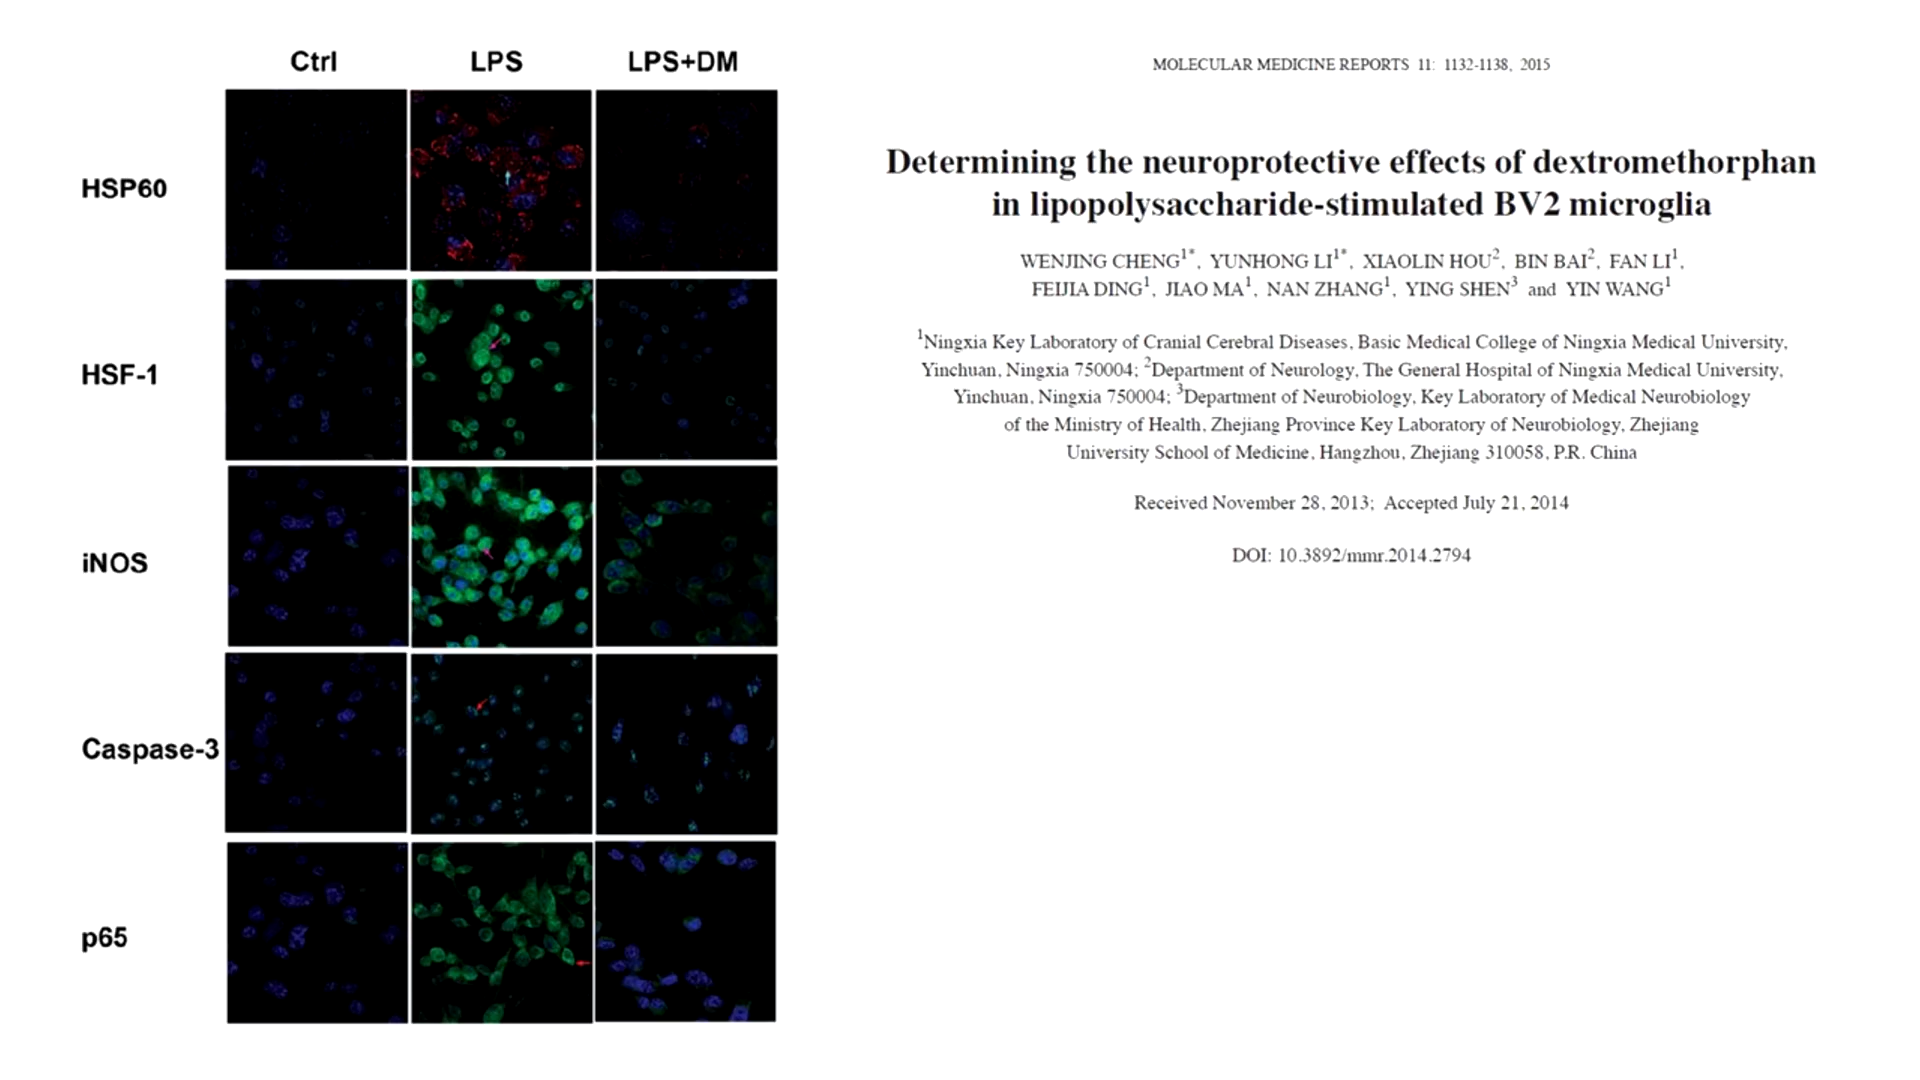 Ctrl LPS LPS+DM
HSP60
HSF-1
iNOS
Caspase-3
p65
MOLECULAR MEDICINE REPORTS 11: 1132-1138, 2015
Determining the neuroprotective effects of dextromethorphan
in lipopolysaccharide-stimulated BV2 microglia
WENJING CHENG1*, YUNHONG LI1*, XIAOLIN HOU2, BIN BAI2, FAN LI1,
FEIJIA DING1, JIAO MA1, NAN ZHANG1, YING SHEN3 and YIN WANG1
1Ningxia Key Laboratory of Cranial Cerebral Diseases, Basic Medical College of Ningxia Medical University,
Yinchuan, Ningxia 750004; 2Department of Neurology, The General Hospital of Ningxia Medical University,
Yinchuan, Ningxia 750004; 3Department of Neurobiology, Key Laboratory of Medical Neurobiology
of the Ministry of Health, Zhejiang Province Key Laboratory of Neurobiology, Zhejiang
University School of Medicine, Hangzhou, Zhejiang 310058, P.R. China
Received November 28, 2013; Accepted July 21, 2014
DOI: 10.3892/mmr.2014.2794